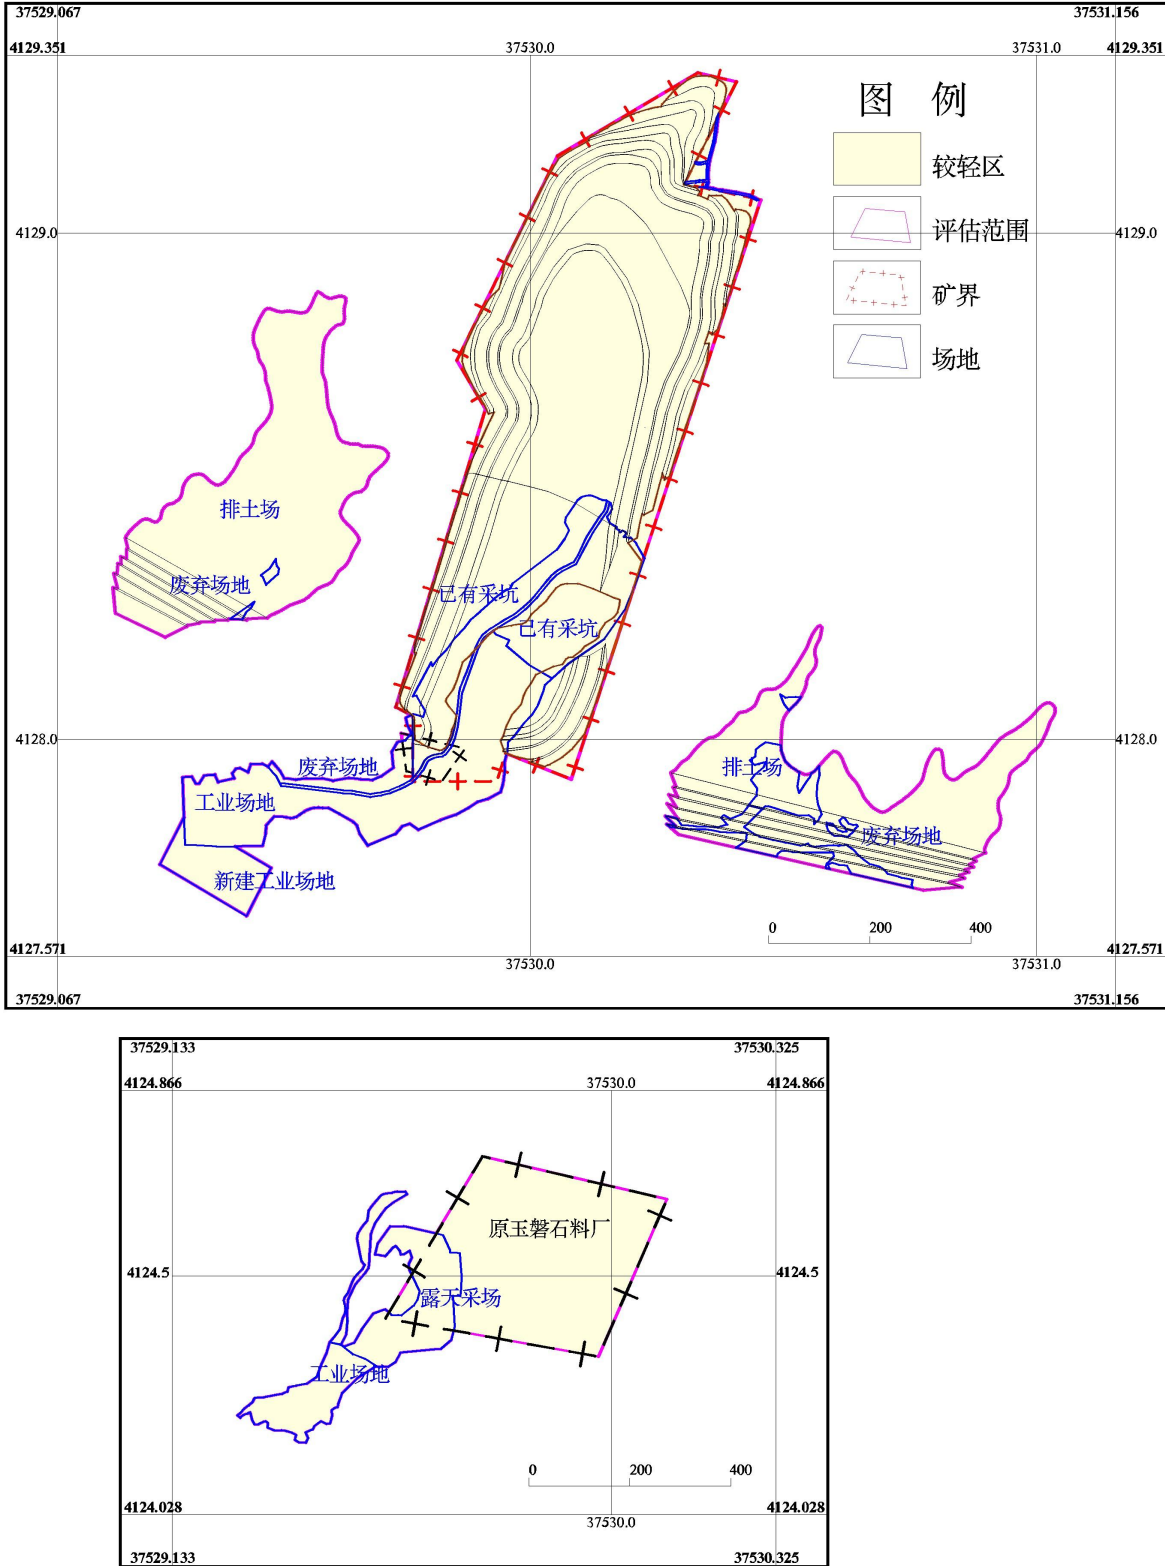 37529.067
37531.156
4129.351
37530.0
37531.0
4129.351
图 例
较轻区
评估范围
矿界
场地
4129.0
4129.0
排土场
废弃场地
已有采坑
已有采坑
4128.0
4128.0
废弃场地
工业场地
新建工业场地
排土场
废弃场地
0 200 400
4127.571
37530.0
37531.0
4127.571
37529.067
37531.156
37529.133
37530.325
4124.866
37530.0
4124.866
原玉磐石料厂
4124.5
4124.5
露天采场
工业场地
0 200 400
4124.028
37530.0
4124.028
37529.133
37530.325